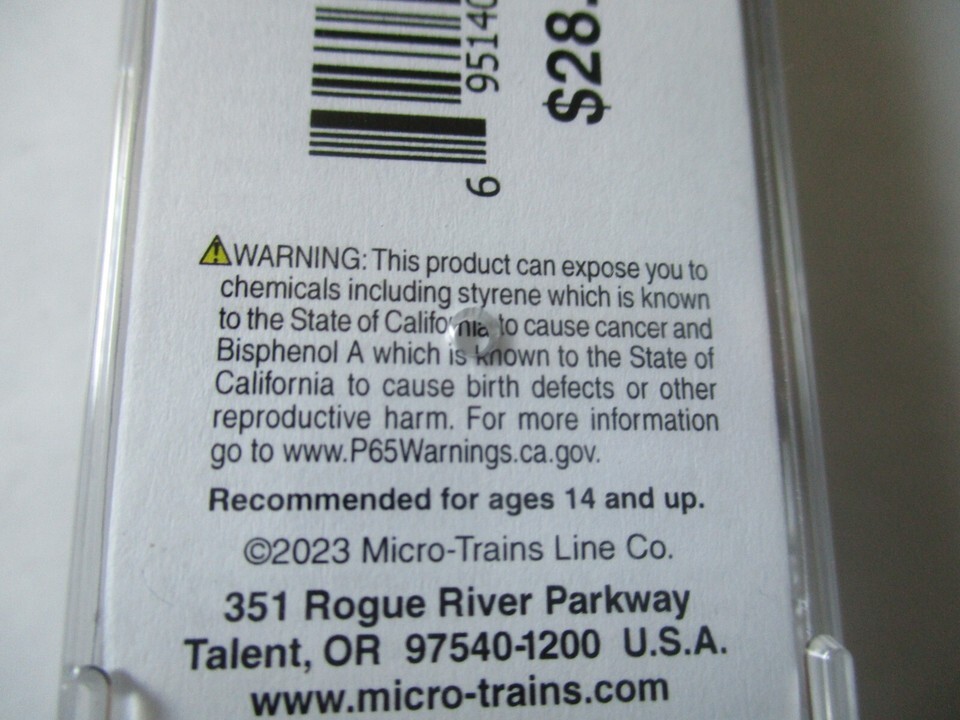 $28.
6 95140
WARNING: This product can expose you to
chemicals including styrene which is known
to the State of California to cause cancer and
Bisphenol A which is known to the State of
California to cause birth defects or other
reproductive harm. For more information
go to www.P65Warnings.ca.gov.
Recommended for ages 14 and up.
©2023 Micro-Trains Line Co.
351 Rogue River Parkway
Talent, OR 97540-1200 U.S.A.
www.micro-trains.com